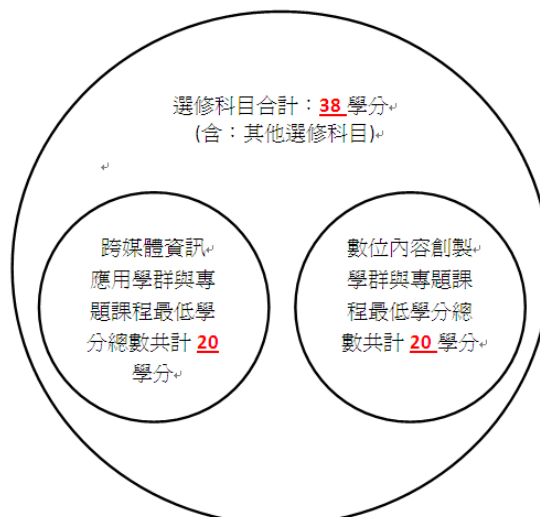 選修科目合計：38 學分
(含：其他選修科目)
跨媒體資訊
應用學群與專
題課程最低學
分總數共計 20
學分
數位內容創製
學群與專題課
程最低學分總
數共計 20 學分